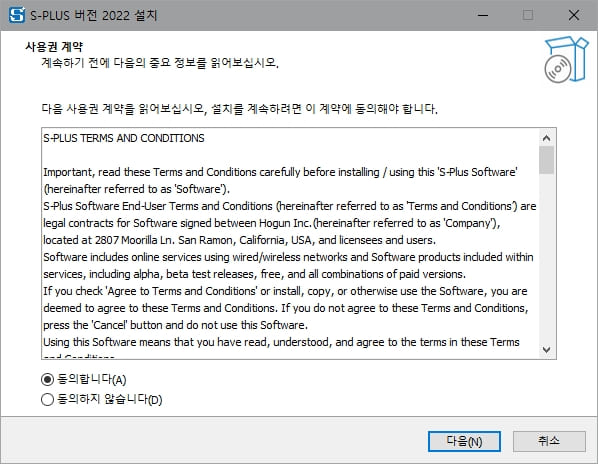 S-PLUS 버전 2022 설치
사용권 계약
계속하기 전에 다음의 중요 정보를 읽어보십시오.
다음 사용권 계약을 읽어보십시오, 설치를 계속하려면 이 계약에 동의해야 합니다.
S-PLUS TERMS AND CONDITIONS
Important, read these Terms and Conditions carefully before installing / using this 'S-Plus Software'
(hereinafter referred to as 'Software').
S-Plus Software End-User Terms and Conditions (hereinafter referred to as 'Terms and Conditions') are
legal contracts for Software signed between Hogun Inc.(hereinafter referred to as 'Company'),
located at 2807 Moorilla Ln. San Ramon, California, USA, and licensees and users.
Software includes online services using wired/wireless networks and Software products included within
services, including alpha, beta test releases, free, and all combinations of paid versions.
If you check 'Agree to Terms and Conditions' or install, copy, or otherwise use the Software, you are
deemed to agree to these Terms and Conditions. If you do not agree to these Terms and Conditions,
press the 'Cancel' button and do not use this Software.
Using this Software means that you have read, understood, and agree to the terms in these Terms
and Conditions
동의합니다(A)
동의하지 않습니다(D)
다음(N)
취소